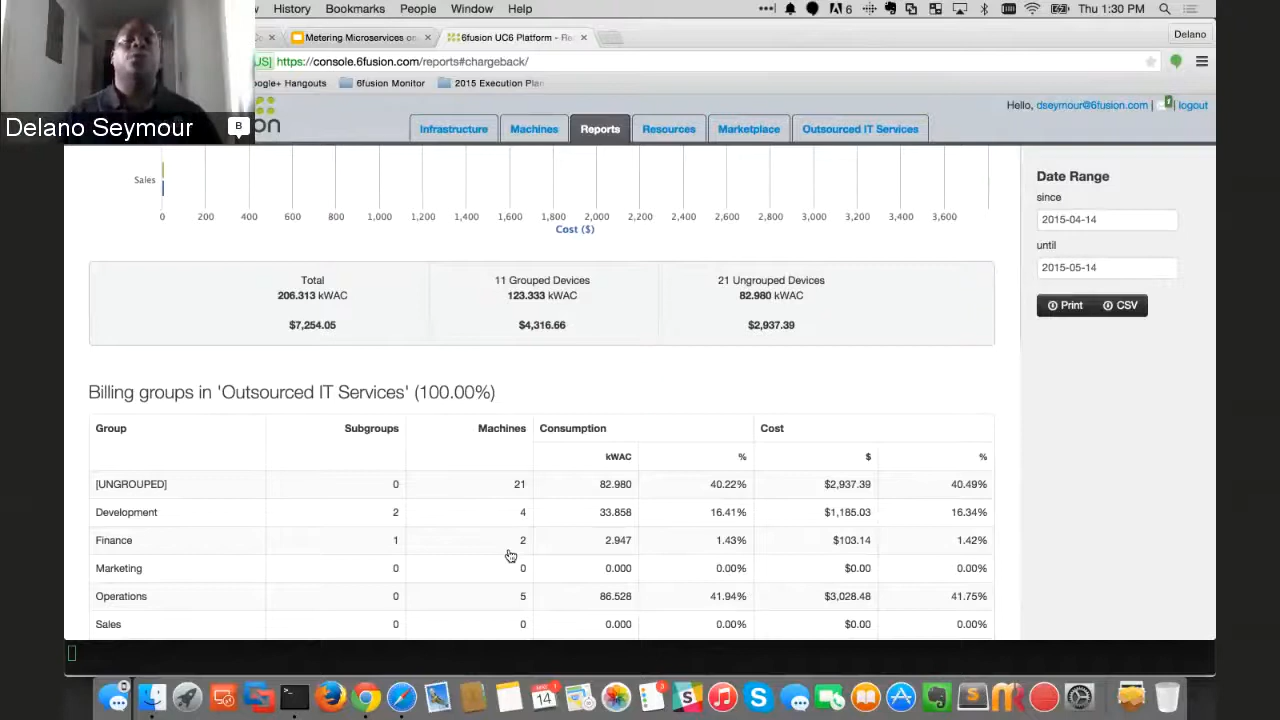 History Bookmarks People Window Help 6 Thu 1:30 PM
Metering Microservices on 6fusion UC6 Platform - Re Delano
[US] https://console.6fusion.com/reports#chargeback/
ogle+ Hangouts 6fusion Monitor 2015 Execution Plan
Delano Seymour B
on
Hello, dseymour@6fusion.com | | logout
Infrastructure Machines Reports Resources Marketplace Outsourced IT Services
Sales
0 200 400 600 800 1,000 1,200 1,400 1,600 1,800 2,000 2,200 2,400 2,600 2,800 3,000 3,200 3,400 3,600
Cost ($)
Date Range
since
2015-04-14
until
2015-05-14
Print CSV
Total 11 Grouped Devices 21 Ungrouped Devices
206.313 kWAC 123.333 kWAC 82.980 kWAC
$7,254.05 $4,316.66 $2,937.39
Billing groups in 'Outsourced IT Services' (100.00%)
Group Subgroups Machines Consumption Cost
kWAC % $ %
[UNGROUPED] 0 21 82.980 40.22% $2,937.39 40.49%
Development 2 4 33.858 16.41% $1,185.03 16.34%
Finance 1 2 2.947 1.43% $103.14 1.42%
Marketing 0 0 0.000 0.00% $0.00 0.00%
Operations 0 5 86.528 41.94% $3,028.48 41.75%
Sales 0 0 0.000 0.00% $0.00 0.00%
14